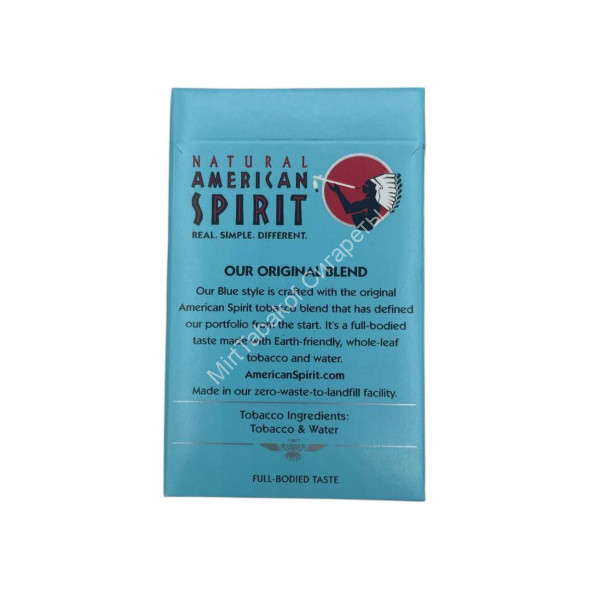 NATURAL
AMERICAN
SPIRIT
REAL. SIMPLE. DIFFERENT.
OUR ORIGINAL BLEND
Our Blue style is crafted with the original
American Spirit tobacco blend that has defined
our portfolio from the start. It's a full-bodied
taste made with Earth-friendly, whole-leaf
tobacco and water.
AmericanSpirit.com
Made in our zero-waste-to-landfill facility.
Tobacco Ingredients:
Tobacco & Water
FULL-BODIED TASTE
MirtTabakof Сигареты